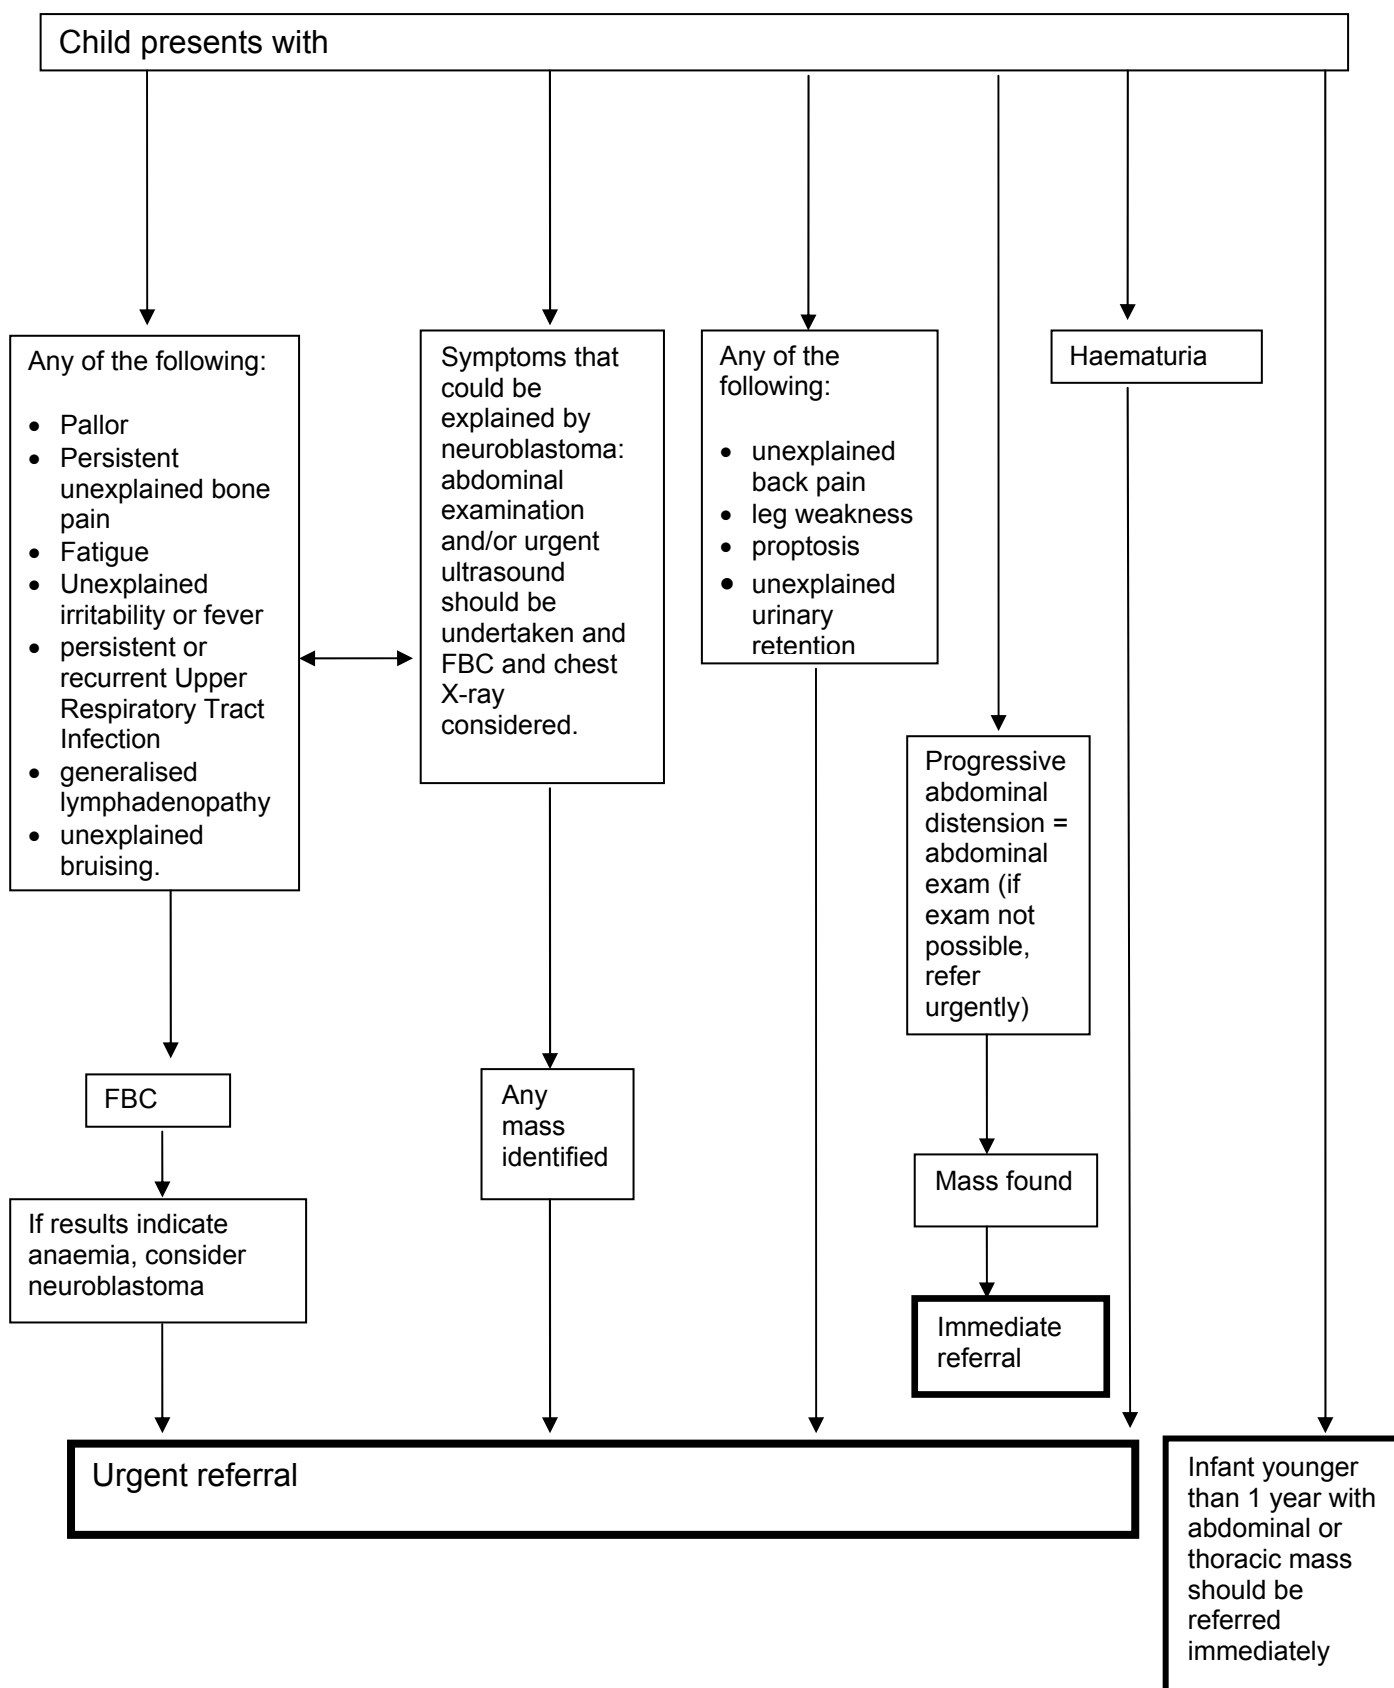 Child presents with
Any of the following:
• Pallor
• Persistent
unexplained bone
pain
• Fatigue
• Unexplained
irritability or fever
• persistent or
recurrent Upper
Respiratory Tract
Infection
• generalised
lymphadenopathy
• unexplained
bruising.
Symptoms that
could be
explained by
neuroblastoma:
abdominal
examination
and/or urgent
ultrasound
should be
undertaken and
FBC and chest
X-ray
considered.
Any of the
following:
• unexplained
back pain
• leg weakness
• proptosis
• unexplained
urinary
retention
Haematuria
Progressive
abdominal
distension =
abdominal
exam (if
exam not
possible,
refer
urgently)
FBC
Any
mass
identified
Mass found
If results indicate
anaemia, consider
neuroblastoma
Immediate
referral
Urgent referral
Infant younger
than 1 year with
abdominal or
thoracic mass
should be
referred
immediately